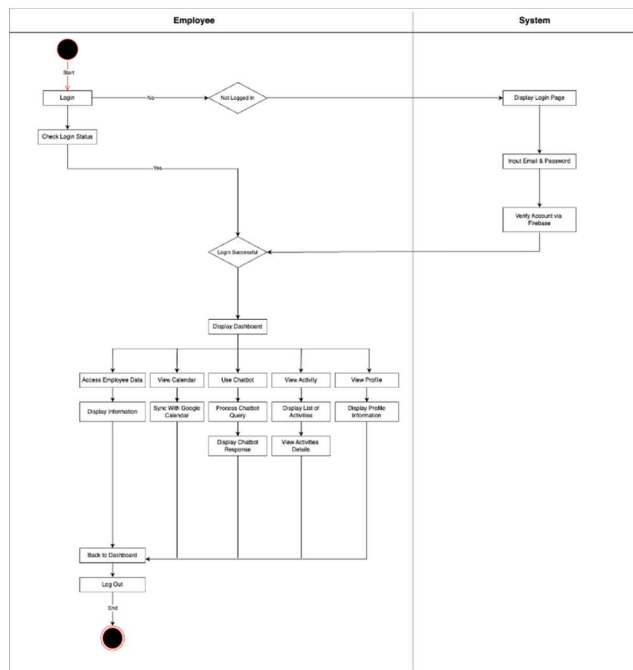 Employee
System
Start
Login
No
Not Logged In
Display Login Page
Check Login Status
Input Email & Password
Yes
Verify Account via
Firebase
Login Successful
Display Dashboard
Access Employee Data
View Calendar
Use Chatbot
View Activity
View Profile
Display Information
Sync With Google
Calendar
Process Chatbot
Query
Display List of
Activities
Display Profile
Information
Display Chatbot
Response
View Activities
Details
Back to Dashboard
Log Out
End